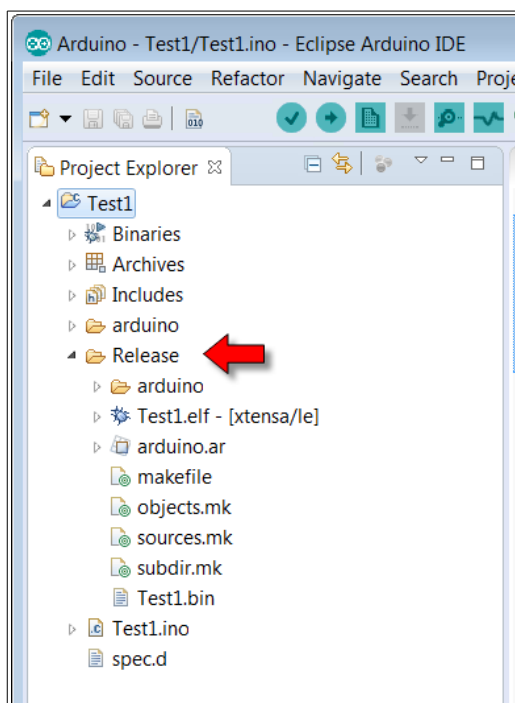 Arduino - Test1/Test1.ino - Eclipse Arduino IDE
File Edit Source Refactor Navigate Search Proje
010
Project Explorer
Test1
Binaries
Archives
Includes
arduino
Release
arduino
Test1.elf - [xtensa/le]
arduino.ar
makefile
objects.mk
sources.mk
subdir.mk
Test1.bin
Test1.ino
spec.d